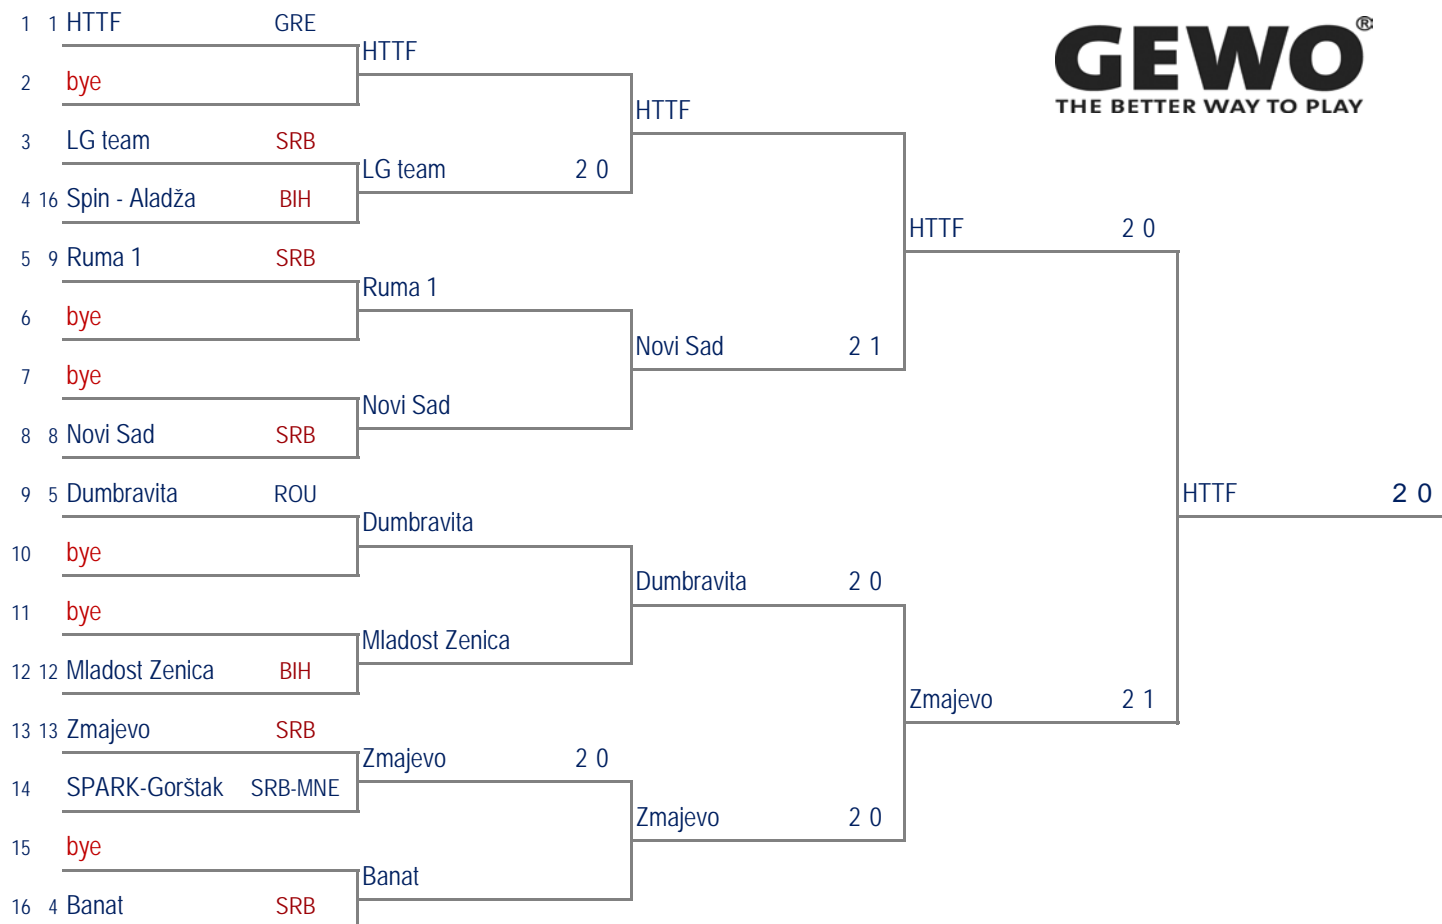 1 1 HTTF GRE
HTTF
2 bye
HTTF
3 LG team SRB
LG team 2 0
4 16 Spin - Aladža BIH
HTTF 2 0
5 9 Ruma 1 SRB
Ruma 1
6 bye
Novi Sad 2 1
7 bye
Novi Sad
8 8 Novi Sad SRB
9 5 Dumbravita ROU
HTTF 2 0
Dumbravita
10 bye
Dumbravita 2 0
11 bye
Mladost Zenica
12 12 Mladost Zenica BIH
Zmajevo 2 1
13 13 Zmajevo SRB
Zmajevo 2 0
14 SPARK-Gorštak SRB-MNE
Zmajevo 2 0
15 bye
Banat
16 4 Banat SRB
GEWO®
THE BETTER WAY TO PLAY